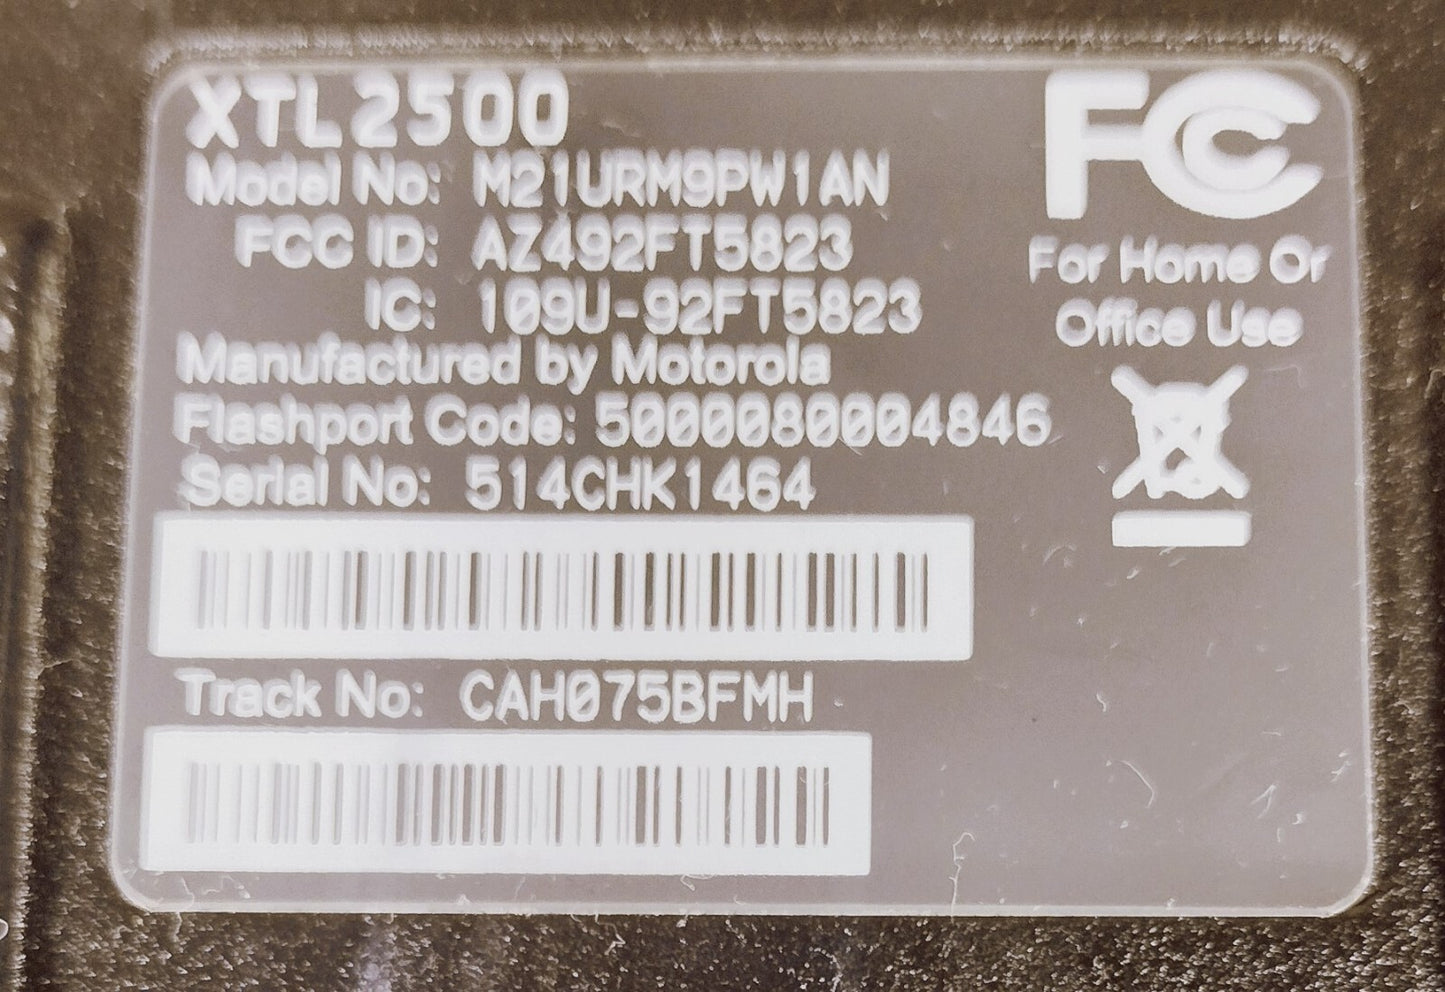 XTL2500
Model No: M21URM9PW1AN
FCC ID: AZ492FT5823
IC: 109U-92FT5823
Manufactured by Motorola
Flashport Code: 5000080004846
Serial No: 514CHK1464
Track No: CAH075BFMH
FC
For Home Or
Office Use